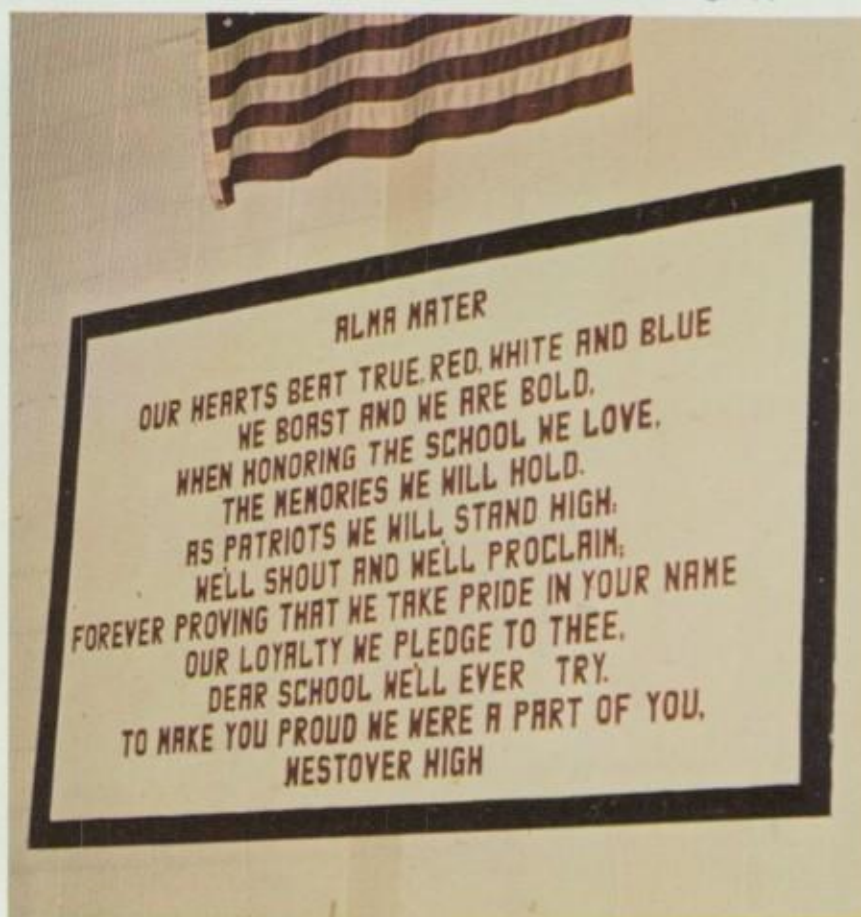 ALMA MATER
OUR HEARTS BEAT TRUE, RED, WHITE AND BLUE
WE BOAST AND WE ARE BOLD,
WHEN HONORING THE SCHOOL WE LOVE,
THE MEMORIES WE WILL HOLD.
AS PATRIOTS WE WILL STAND HIGH;
WE'LL SHOUT AND WE'LL PROCLAIM;
FOREVER PROVING THAT WE TAKE PRIDE IN YOUR NAME
OUR LOYALTY WE PLEDGE TO THEE,
DEAR SCHOOL WE'LL EVER TRY.
TO MAKE YOU PROUD WE WERE A PART OF YOU,
WESTOVER HIGH